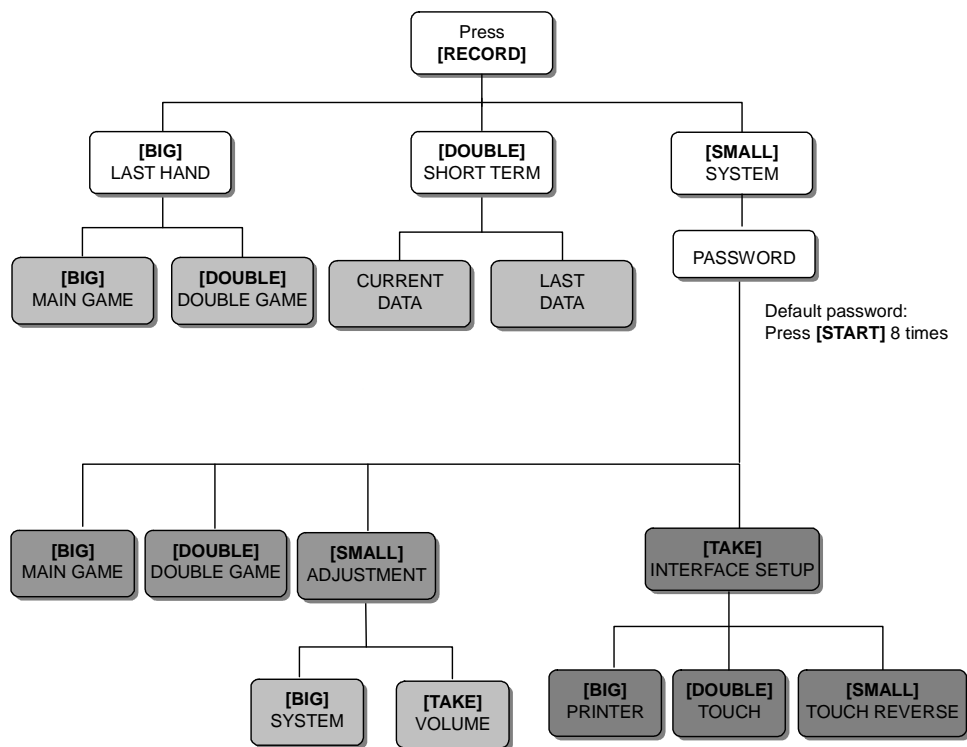 Press
[RECORD]
[BIG]
LAST HAND
[DOUBLE]
SHORT TERM
[SMALL]
SYSTEM
[BIG]
MAIN GAME
[DOUBLE]
DOUBLE GAME
CURRENT
DATA
LAST
DATA
PASSWORD
Default password:
Press [START] 8 times
[BIG]
MAIN GAME
[DOUBLE]
DOUBLE GAME
[SMALL]
ADJUSTMENT
[TAKE]
INTERFACE SETUP
[BIG]
SYSTEM
[TAKE]
VOLUME
[BIG]
PRINTER
[DOUBLE]
TOUCH
[SMALL]
TOUCH REVERSE